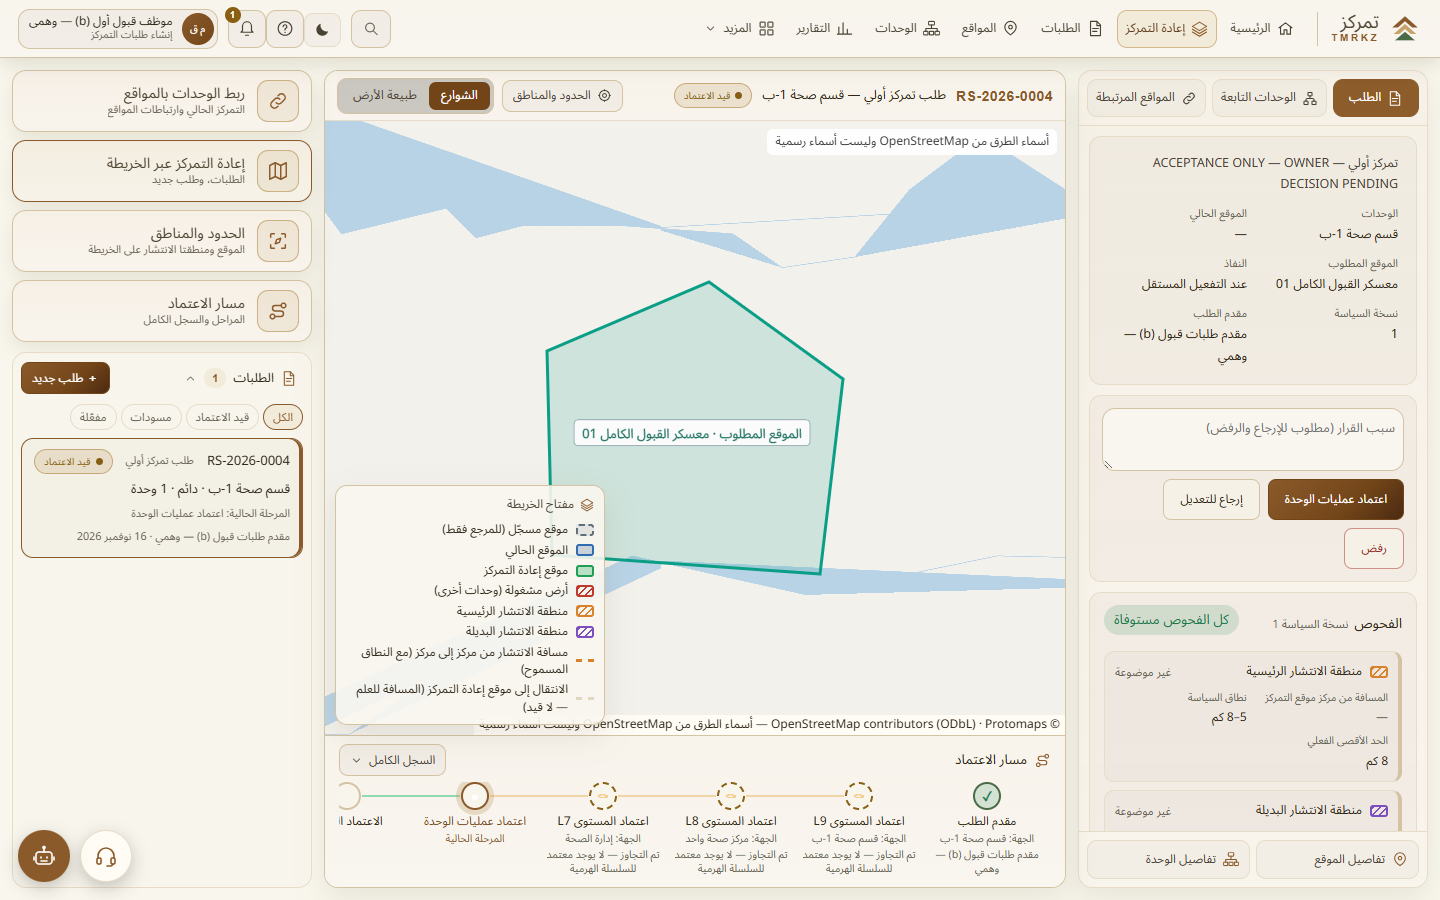 تمركز
TMRKZ
الرئيسية
إعادة التمركز
الطلبات
المواقع
الوحدات
التقارير
المزيد
1
م ق
موظف قبول أول (b) — وهمي
إنشاء طلبات التمركز
الطلب
الوحدات التابعة
المواقع المرتبطة
تمركز أولي — ACCEPTANCE ONLY — OWNER DECISION PENDING
الوحدات
قسم صحة 1-ب
الموقع الحالي
—
الموقع المطلوب
معسكر القبول الكامل 01
النفاذ
عند التفعيل المستقل
نسخة السياسة
1
مقدم الطلب
مقدم طلبات قبول (b) — وهمي
سبب القرار (مطلوب للإرجاع والرفض)
اعتماد عمليات الوحدة
إرجاع للتعديل
رفض
الفحوص
نسخة السياسة 1
كل الفحوص مستوفاة
منطقة الانتشار الرئيسية
غير موضوعة
المسافة من مركز موقع التمركز
—
نطاق السياسة
5–8 كم
الحد الأقصى الفعلي
8 كم
منطقة الانتشار البديلة
غير موضوعة
تفاصيل الموقع
تفاصيل الوحدة
RS-2026-0004
طلب تمركز أولي — قسم صحة 1-ب
قيد الاعتماد
الحدود والمناطق
الشوارع
طبيعة الأرض
أسماء الطرق من OpenStreetMap وليست أسماء رسمية
الموقع المطلوب · معسكر القبول الكامل 01
مفتاح الخريطة
موقع مسجّل (للمرجع فقط)
الموقع الحالي
موقع إعادة التمركز
أرض مشغولة (وحدات أخرى)
منطقة الانتشار الرئيسية
منطقة الانتشار البديلة
مسافة الانتشار من مركز إلى مركز (مع النطاق المسموح)
الانتقال إلى موقع إعادة التمركز (المسافة للعلم — لا قيد)
© OpenStreetMap contributors (ODbL) · Protomaps — أسماء الطرق من OpenStreetMap وليست أسماء رسمية
مسار الاعتماد
السجل الكامل
مقدم الطلب
الجهة: قسم صحة 1-ب
مقدم طلبات قبول (b) — وهمي
اعتماد المستوى L9
الجهة: قسم صحة 1-ب
تم التجاوز — لا يوجد معتمد للسلسلة الهرمية
اعتماد المستوى L8
الجهة: مركز صحة واحد
تم التجاوز — لا يوجد معتمد للسلسلة الهرمية
اعتماد المستوى L7
الجهة: إدارة الصحة
تم التجاوز — لا يوجد معتمد للسلسلة الهرمية
اعتماد عمليات الوحدة
المرحلة الحالية
الاعتماد
ربط الوحدات بالمواقع
التمركز الحالي وارتباطات المواقع
إعادة التمركز عبر الخريطة
الطلبات، وطلب جديد
الحدود والمناطق
الموقع ومنطقتا الانتشار على الخريطة
مسار الاعتماد
المراحل والسجل الكامل
الطلبات
1
+ طلب جديد
الكل
قيد الاعتماد
مسودات
مفعّلة
RS-2026-0004
طلب تمركز أولي
قيد الاعتماد
قسم صحة 1-ب · دائم · 1 وحدة
المرحلة الحالية: اعتماد عمليات الوحدة
مقدم طلبات قبول (b) — وهمي · 16 نوفمبر 2026